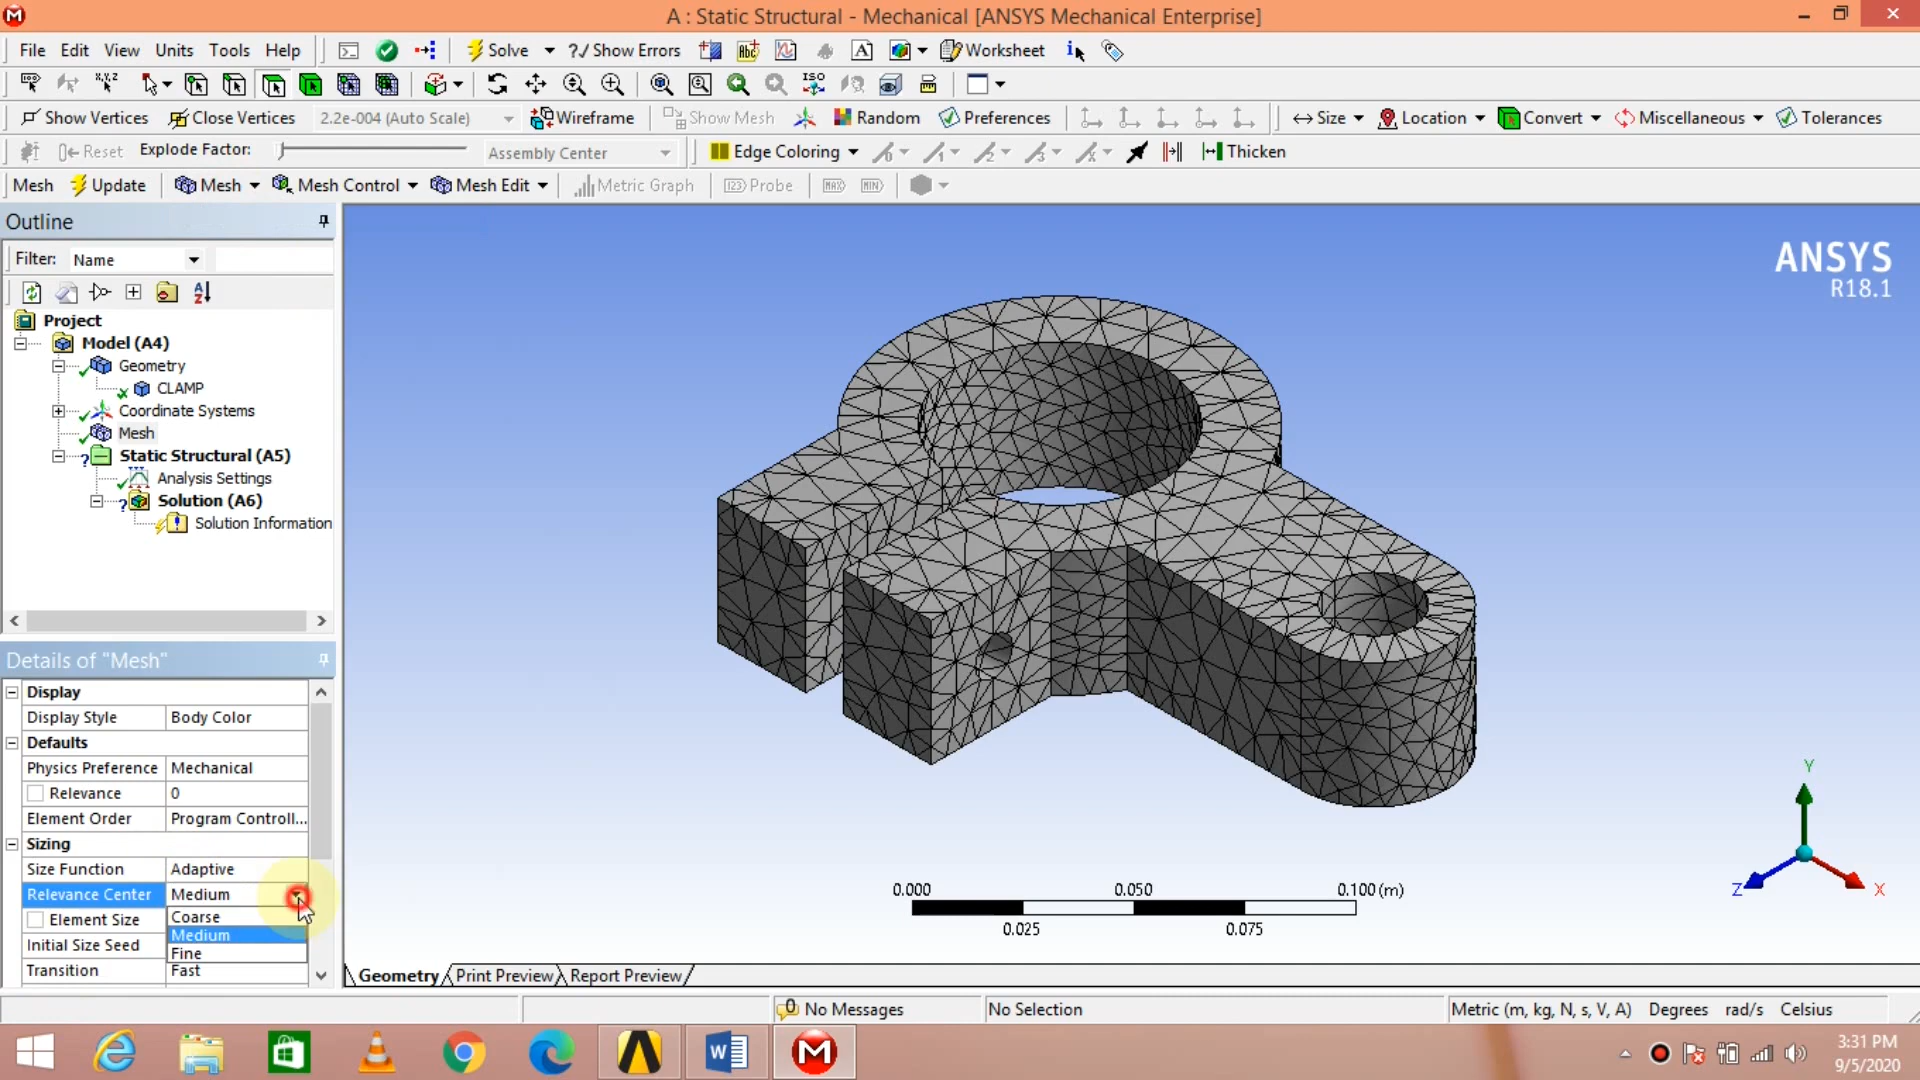 A : Static Structural - Mechanical [ANSYS Mechanical Enterprise]
File Edit View Units Tools Help Solve ?/ Show Errors Worksheet
ISO
Show Vertices Close Vertices 2.2e-004 (Auto Scale) Wireframe Show Mesh Random Preferences Size Location Convert Miscellaneous Tolerances
Reset Explode Factor: Assembly Center Edge Coloring Thicken
Mesh Update Mesh Mesh Control Mesh Edit Metric Graph Probe MAX MIN
Outline
Filter: Name
Project
Model (A4)
Geometry
CLAMP
Coordinate Systems
Mesh
Static Structural (A5)
Analysis Settings
Solution (A6)
Solution Information
Details of "Mesh"
Display
Display Style Body Color
Defaults
Physics Preference Mechanical
Relevance 0
Element Order Program Controll...
Sizing
Size Function Adaptive
Relevance Center Medium
Element Size
Initial Size Seed
Transition Fast
Coarse
Medium
Fine
ANSYS
R18.1
0.000 0.050 0.100 (m)
0.025 0.075
Y
Z X
Geometry Print Preview Report Preview
0 No Messages No Selection Metric (m, kg, N, s, V, A) Degrees rad/s Celsius
3:31 PM
9/5/2020